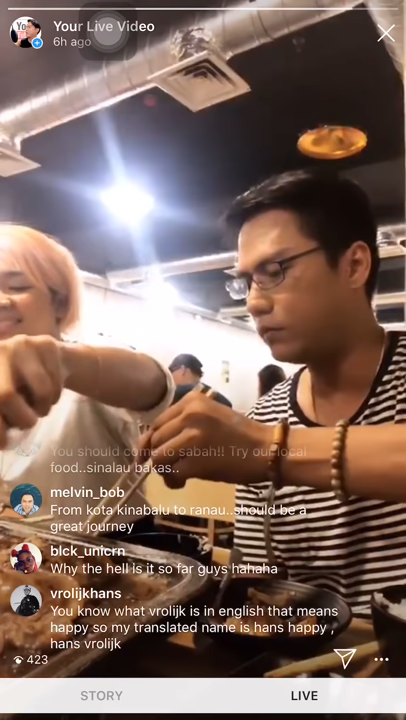 Your Live Video
6h ago
You should come to sabah!! Try our local
food..sinalau bakas..
melvin_bob
From kota kinabalu to ranau..should be a
great journey
blck_unicrn
Why the hell is it so far guys hahaha
vrolijkhans
You know what vrolijk is in english that means
happy so my translated name is hans happy ,
hans vrolijk
423
STORY
LIVE